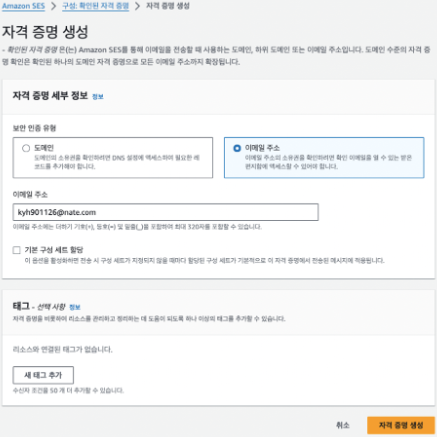 Amazon SES > 구성: 확인된 자격 증명 > 자격 증명 생성
자격 증명 생성
- 확인된 자격 증명 은(는) Amazon SES를 통해 이메일을 전송할 때 사용하는 도메인, 하위 도메인 또는 이메일 주소입니다. 도메인 수준의 자격 증
명 확인은 확인된 하나의 도메인 자격 증명으로 모든 이메일 주소까지 확장됩니다.
자격 증명 세부 정보 정보
보안 인증 유형
도메인
도메인의 소유권을 확인하려면 DNS 설정에 액세스하여 필요한 레
코드를 추가해야 합니다.
이메일 주소
이메일 주소의 소유권을 확인하려면 확인 이메일을 열 수 있는 받은
편지함에 액세스할 수 있어야 합니다.
이메일 주소
kyh901126@nate.com
이메일 주소에는 더하기 기호(+), 등호(=) 및 밑줄(_)을 포함하여 최대 320자를 포함할 수 있습니다.
기본 구성 세트 할당
이 옵션을 활성화하면 전송 시 구성 세트가 지정되지 않을 때마다 할당된 구성 세트가 기본적으로 이 자격 증명에서 전송된 메시지에 적용됩니다.
태그 - 선택 사항 정보
자격 증명을 비롯하여 리소스를 관리하고 정리하는 데 도움이 되도록 하나 이상의 태그를 추가할 수 있습니다.
리소스와 연결된 태그가 없습니다.
새 태그 추가
수신자 조건을 50 개 더 추가할 수 있습니다.
취소
자격 증명 생성